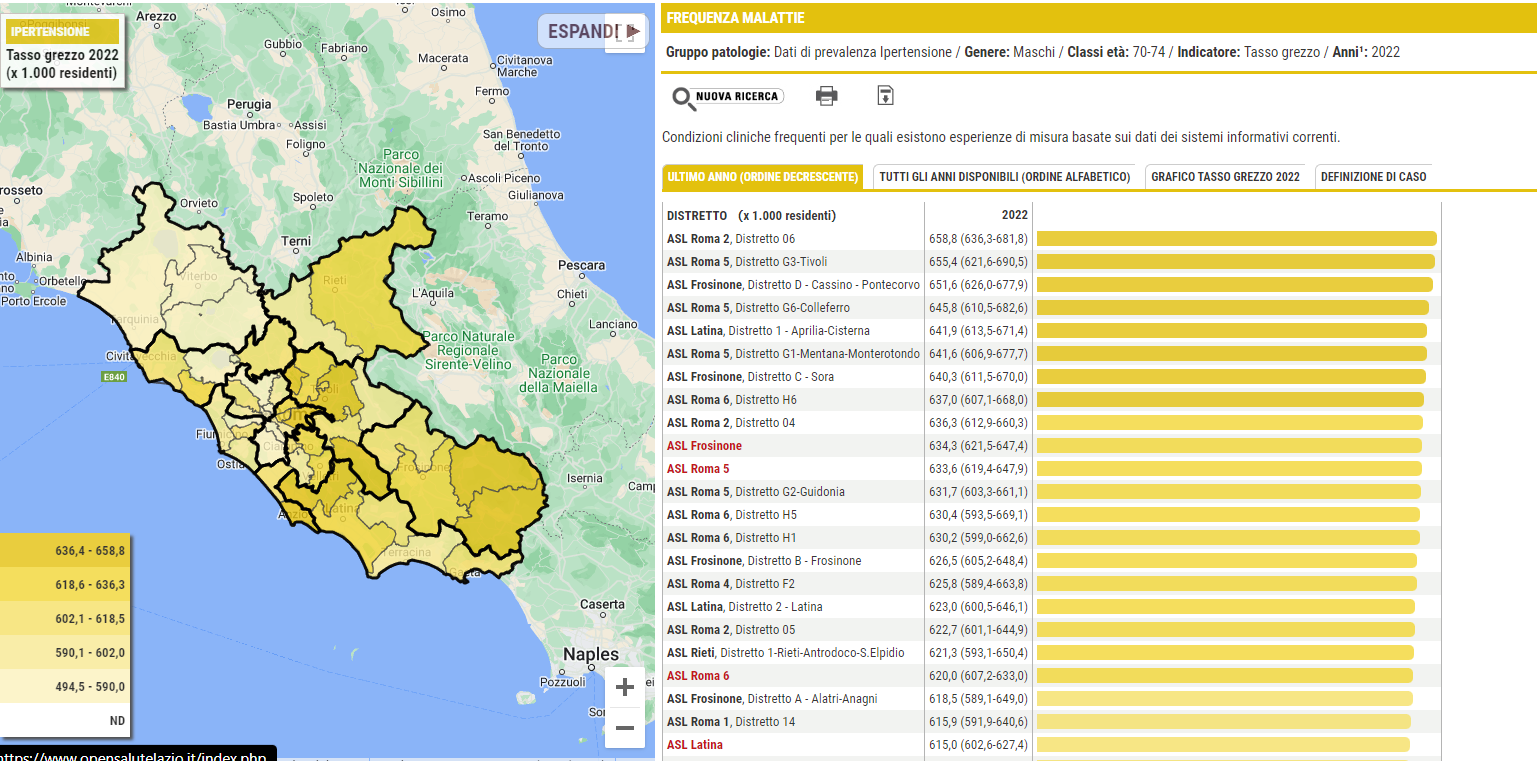 Arezzo
Osimo
Poggibonsi
IPERTENSIONE
Tasso grezzo 2022
(x 1.000 residenti)
ESPANDI
Gubbio
Fabriano
Macerata
Civitanova
Marche
Fermo
Perugia
Bastia Umbra
Assisi
Foligno
San Benedetto
del Tronto
Parco
Nazionale dei
Monti Sibillini
Ascoli Piceno
Giulianova
rosseto
Orvieto
Spoleto
Teramo
Terni
Albinia
Orbetello
Porto Ercole
Viterbo
Rieti
Pescara
L'Aquila
Chieti
Tarquinia
Lanciano
Civitavecchia
Parco Naturale
Regionale
Sirente-Velino
E840
Parco
Nazionale
della Maiella
Tivoli
Fiumicino
Ciampino
Ostia
Velletri
Frosinone
Isernia
Camp
Anzio
Latina
Terracina
Gaeta
Caserta
Naples
Pozzuoli
636,4 - 658,8
618,6 - 636,3
602,1 - 618,5
590,1 - 602,0
494,5 - 590,0
ND
+
−
https://www.opensalutelazio.it/index.php
FREQUENZA MALATTIE
Gruppo patologie: Dati di prevalenza Ipertensione / Genere: Maschi / Classi età: 70-74 / Indicatore: Tasso grezzo / Anni¹: 2022
NUOVA RICERCA
Condizioni cliniche frequenti per le quali esistono esperienze di misura basate sui dati dei sistemi informativi correnti.
ULTIMO ANNO (ORDINE DECRESCENTE) TUTTI GLI ANNI DISPONIBILI (ORDINE ALFABETICO) GRAFICO TASSO GREZZO 2022 DEFINIZIONE DI CASO
DISTRETTO (x 1.000 residenti) 2022
ASL Roma 2, Distretto 06 658,8 (636,3-681,8)
ASL Roma 5, Distretto G3-Tivoli 655,4 (621,6-690,5)
ASL Frosinone, Distretto D - Cassino - Pontecorvo 651,6 (626,0-677,9)
ASL Roma 5, Distretto G6-Colleferro 645,8 (610,5-682,6)
ASL Latina, Distretto 1 - Aprilia-Cisterna 641,9 (613,5-671,4)
ASL Roma 5, Distretto G1-Mentana-Monterotondo 641,6 (606,9-677,7)
ASL Frosinone, Distretto C - Sora 640,3 (611,5-670,0)
ASL Roma 6, Distretto H6 637,0 (607,1-668,0)
ASL Roma 2, Distretto 04 636,3 (612,9-660,3)
ASL Frosinone 634,3 (621,5-647,4)
ASL Roma 5 633,6 (619,4-647,9)
ASL Roma 5, Distretto G2-Guidonia 631,7 (603,3-661,1)
ASL Roma 6, Distretto H5 630,4 (593,5-669,1)
ASL Roma 6, Distretto H1 630,2 (599,0-662,6)
ASL Frosinone, Distretto B - Frosinone 626,5 (605,2-648,4)
ASL Roma 4, Distretto F2 625,8 (589,4-663,8)
ASL Latina, Distretto 2 - Latina 623,0 (600,5-646,1)
ASL Roma 2, Distretto 05 622,7 (601,1-644,9)
ASL Rieti, Distretto 1-Rieti-Antrodoco-S.Elpidio 621,3 (593,1-650,4)
ASL Roma 6 620,0 (607,2-633,0)
ASL Frosinone, Distretto A - Alatri-Anagni 618,5 (589,1-649,0)
ASL Roma 1, Distretto 14 615,9 (591,9-640,6)
ASL Latina 615,0 (602,6-627,4)